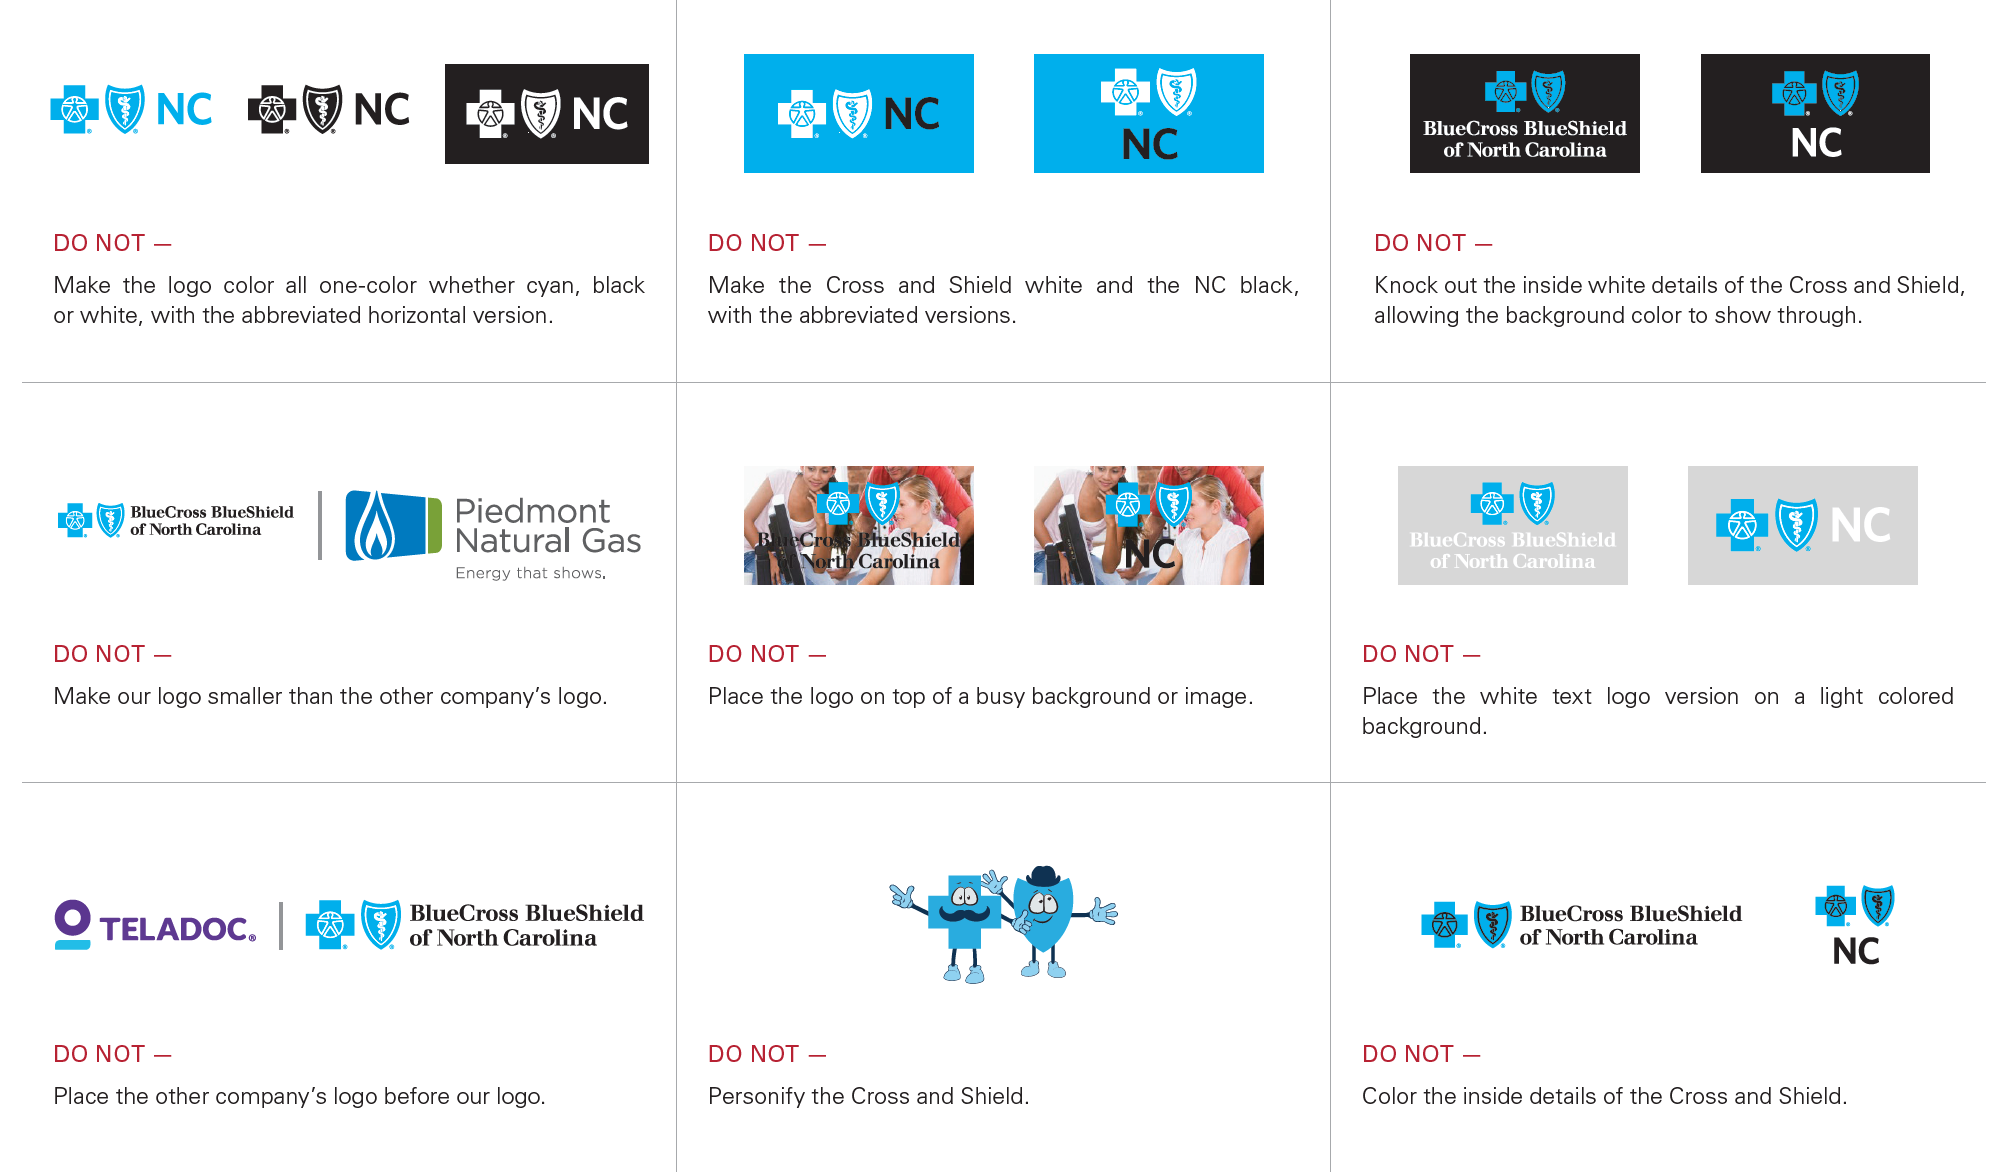 NC
NC
NC
DO NOT —
Make the logo color all one-color whether cyan, black
or white, with the abbreviated horizontal version.
NC
NC
DO NOT —
Make the Cross and Shield white and the NC black,
with the abbreviated versions.
BlueCross BlueShield
of North Carolina
NC
DO NOT —
Knock out the inside white details of the Cross and Shield,
allowing the background color to show through.
BlueCross BlueShield
of North Carolina
Piedmont
Natural Gas
Energy that shows.
DO NOT —
Make our logo smaller than the other company’s logo.
BlueCross BlueShield
of North Carolina
NC
DO NOT —
Place the logo on top of a busy background or image.
BlueCross BlueShield
of North Carolina
NC
DO NOT —
Place the white text logo version on a light colored
background.
TELADOC®
BlueCross BlueShield
of North Carolina
DO NOT —
Place the other company’s logo before our logo.
DO NOT —
Personify the Cross and Shield.
BlueCross BlueShield
of North Carolina
NC
DO NOT —
Color the inside details of the Cross and Shield.